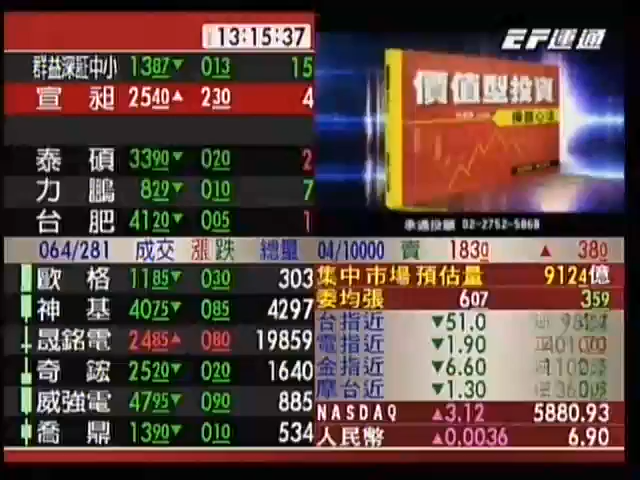 13:15:37
EF運通
群益深証中小 1387▼ 013 15
宣 昶 2540▲ 230 4
泰 碩 3390▼ 020 2
力 鵬 829▼ 010 7
台 肥 4120▼ 005 1
價值型投資
永通投顧 02-2752-5868
064/281 成交 漲跌 總量
04/10000 賣 1830 ▲ 380
歐 格 1185▼ 030 303
神 基 4075▼ 085 4297
晟銘電 2485▲ 080 19859
奇 鋐 2520▼ 020 1640
威強電 4795▼ 090 885
喬 鼎 1390▼ 010 534
集中市場 預估量 9124億
委均張 607 359
台指近 ▼51.0
電指近 ▼1.90
金指近 ▼6.60
摩台近 ▼1.30
NASDAQ ▲3.12 5880.93
人民幣 ▲0.0036 6.90